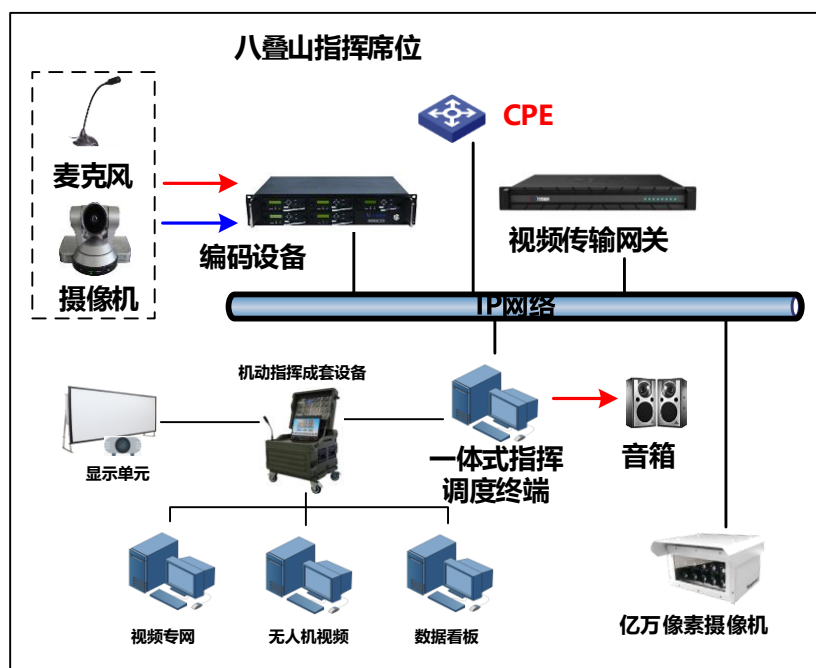 八叠山指挥席位
CPE
麦克风
编码设备
视频传输网关
摄像机
IP网络
机动指挥成套设备
显示单元
一体式指挥
调度终端
音箱
视频专网
无人机视频
数据看板
亿万像素摄像机